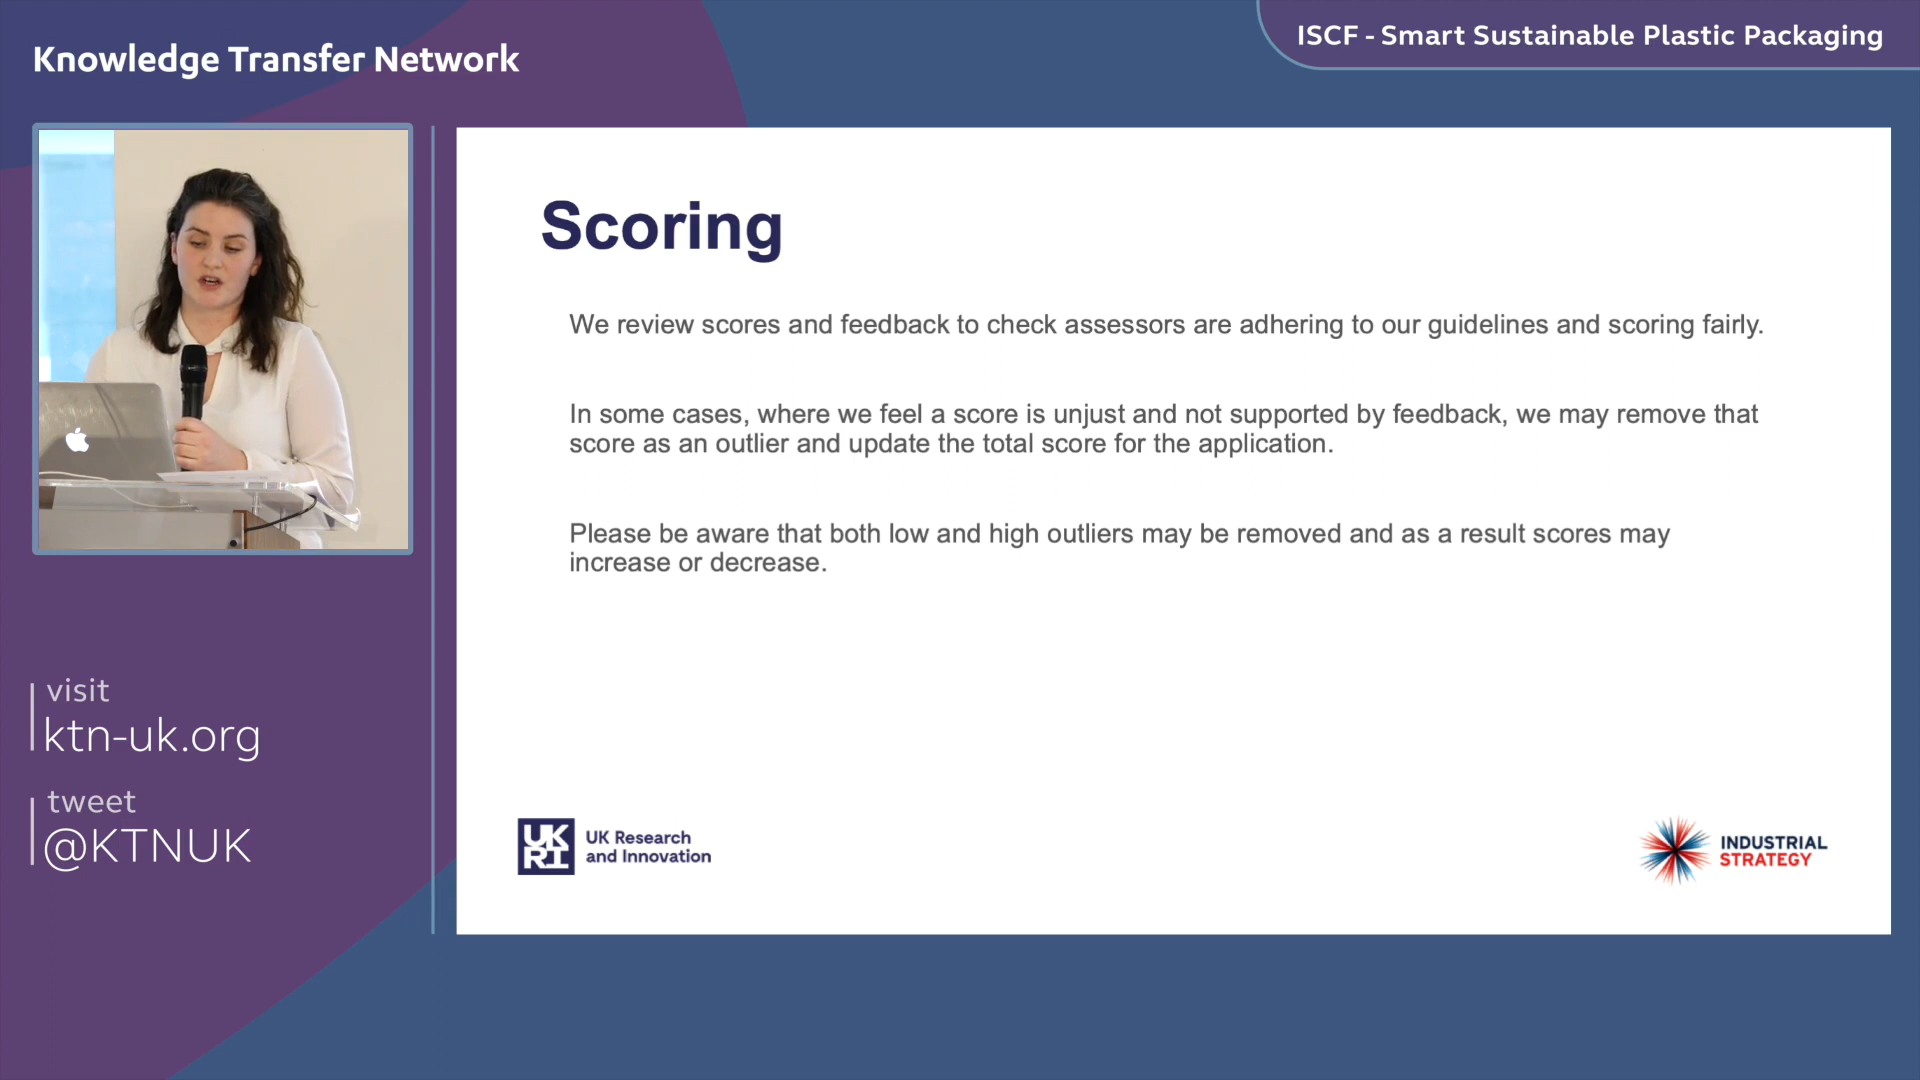 Knowledge Transfer Network
ISCF - Smart Sustainable Plastic Packaging
Scoring
We review scores and feedback to check assessors are adhering to our guidelines and scoring fairly.
In some cases, where we feel a score is unjust and not supported by feedback, we may remove that
score as an outlier and update the total score for the application.
Please be aware that both low and high outliers may be removed and as a result scores may
increase or decrease.
visit
ktn-uk.org
tweet
@KTNUK
UK
RI
UK Research
and Innovation
INDUSTRIAL
STRATEGY